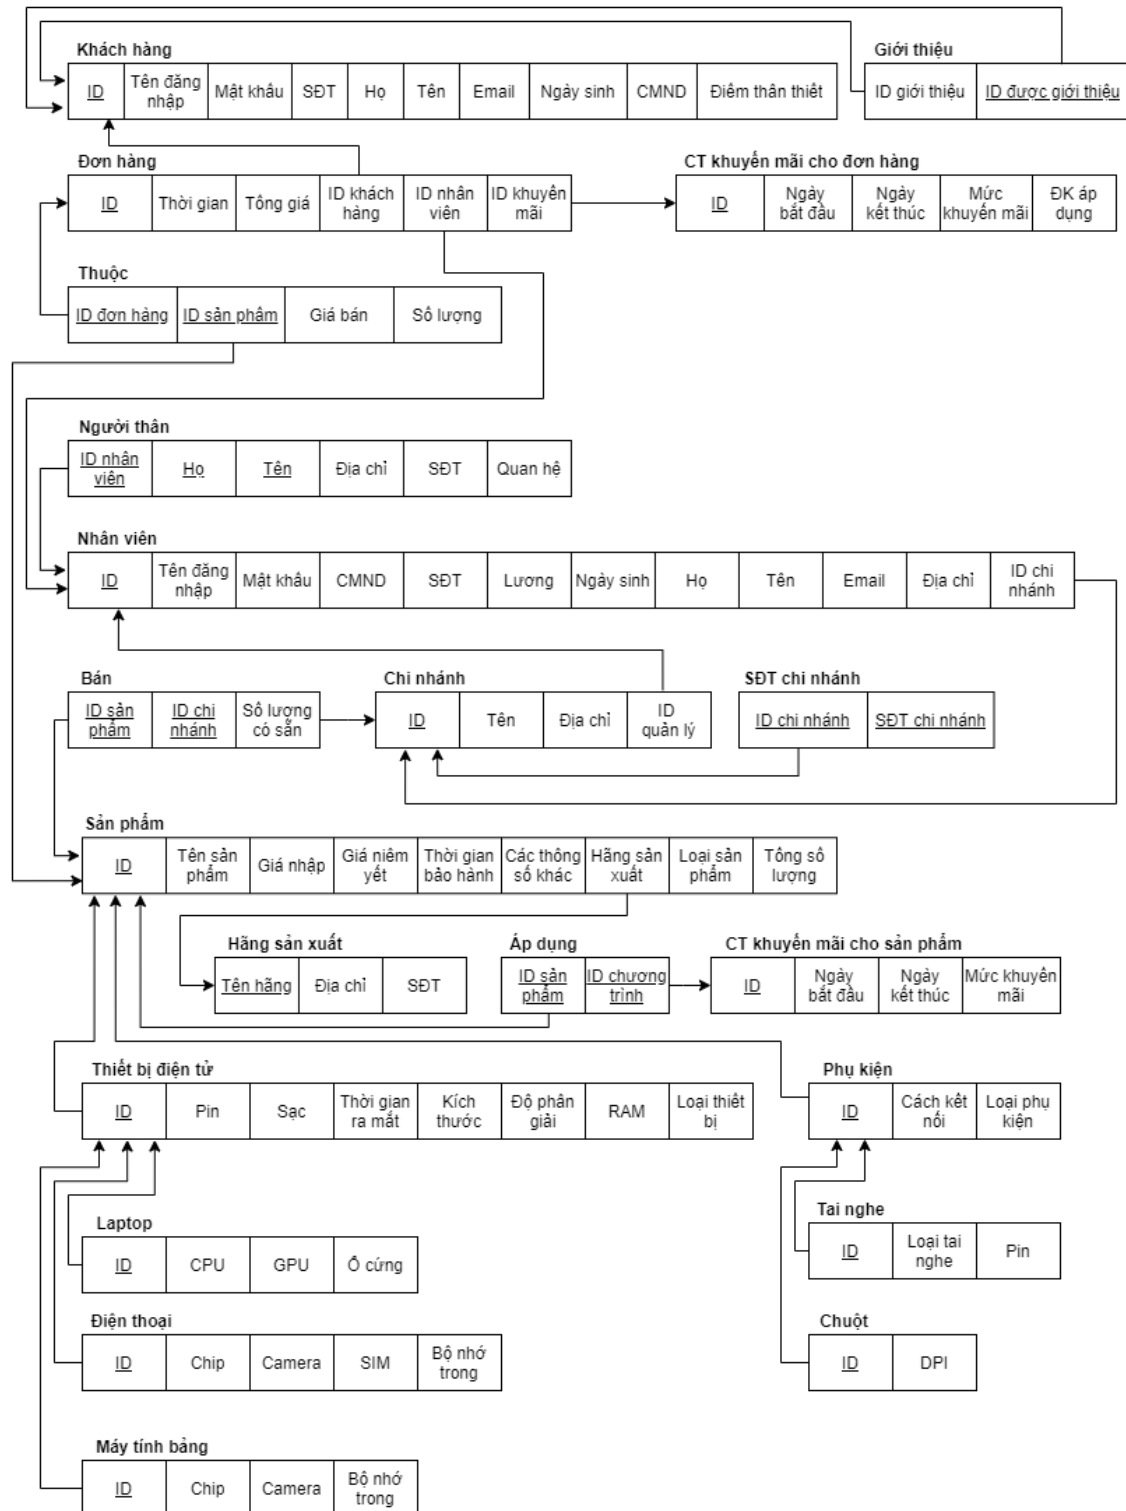 Khách hàng
Giới thiệu
ID
Tên đăng
nhập
Mật khẩu
SĐT
Họ
Tên
Email
Ngày sinh
CMND
Điểm thân thiết
ID giới thiệu
ID được giới thiệu
Đơn hàng
CT khuyến mãi cho đơn hàng
ID
Thời gian
Tổng giá
ID khách
hàng
ID nhân
viên
ID khuyến
mãi
ID
Ngày
bắt đầu
Ngày
kết thúc
Mức
khuyến mãi
ĐK áp
dụng
Thuộc
ID đơn hàng
ID sản phẩm
Giá bán
Số lượng
Người thân
ID nhân
viên
Họ
Tên
Địa chỉ
SĐT
Quan hệ
Nhân viên
ID
Tên đăng
nhập
Mật khẩu
CMND
SĐT
Lương
Ngày sinh
Họ
Tên
Email
Địa chỉ
ID chi
nhánh
Bán
Chi nhánh
SĐT chi nhánh
ID sản
phẩm
ID chi
nhánh
Số lượng
có sẵn
ID
Tên
Địa chỉ
ID
quản lý
ID chi nhánh
SĐT chi nhánh
Sản phẩm
ID
Tên sản
phẩm
Giá nhập
Giá niêm
yết
Thời gian
bảo hành
Các thông
số khác
Hãng sản
xuất
Loại sản
phẩm
Tổng số
lượng
Hãng sản xuất
Áp dụng
CT khuyến mãi cho sản phẩm
Tên hãng
Địa chỉ
SĐT
ID sản
phẩm
ID chương
trình
ID
Ngày
bắt đầu
Ngày
kết thúc
Mức khuyến
mãi
Thiết bị điện tử
Phụ kiện
ID
Pin
Sạc
Thời gian
ra mắt
Kích
thước
Độ phân
giải
RAM
Loại thiết
bị
ID
Cách kết
nối
Loại phụ
kiện
Laptop
Tai nghe
ID
CPU
GPU
Ổ cứng
ID
Loại tai
nghe
Pin
Điện thoại
Chuột
ID
Chip
Camera
SIM
Bộ nhớ
trong
ID
DPI
Máy tính bảng
ID
Chip
Camera
Bộ nhớ
trong